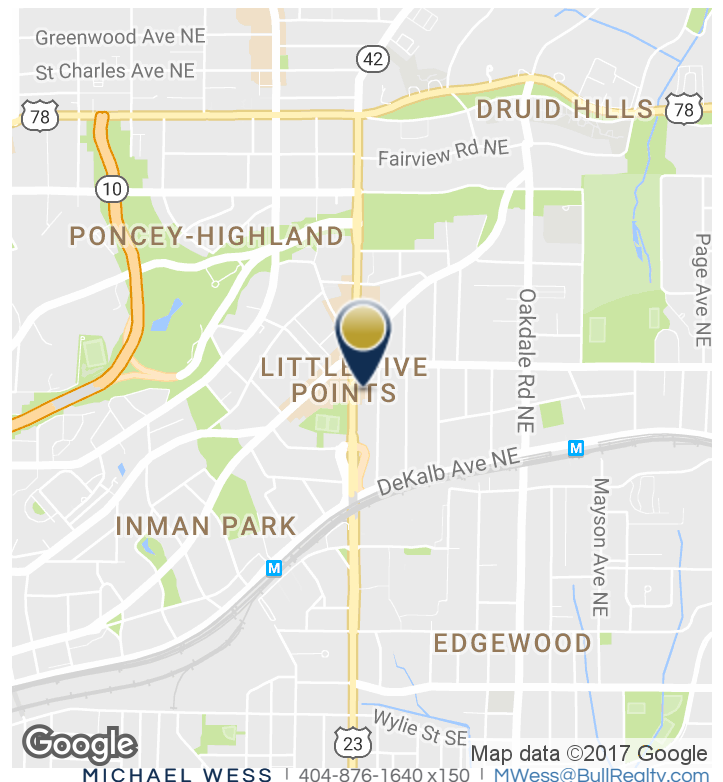 Greenwood Ave NE
42
St Charles Ave NE
78
DRUID HILLS
78
Fairview Rd NE
10
PONCEY-HIGHLAND
Page Ave NE
Oakdale Rd NE
LITTLE FIVE
POINTS
DeKalb Ave NE
M
Mayson Ave NE
INMAN PARK
M
EDGEWOOD
Wylie St SE
23
Google
Map data ©2017 Google
MICHAEL WESS | 404-876-1640 x150 | MWess@BullRealty.com